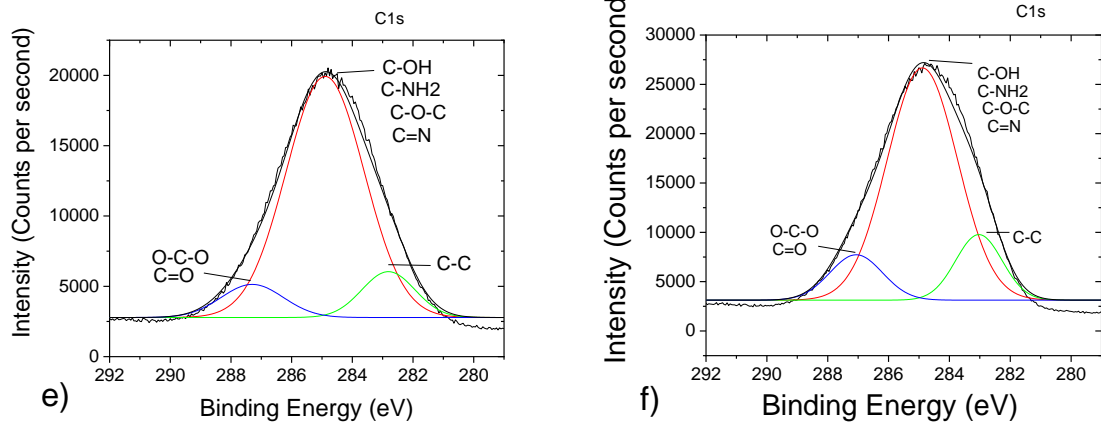 C1s
20000
15000
10000
5000
0
Intensity (Counts per second)
C-OH
C-NH2
C-O-C
C=N
O-C-O
C=O
C-C
292 290 288 286 284 282 280
Binding Energy (eV)
e)
C1s
30000
25000
20000
15000
10000
5000
0
Intensity (Counts per second)
C-OH
C-NH2
C-O-C
C=N
O-C-O
C=O
C-C
292 290 288 286 284 282 280
Binding Energy (eV)
f)